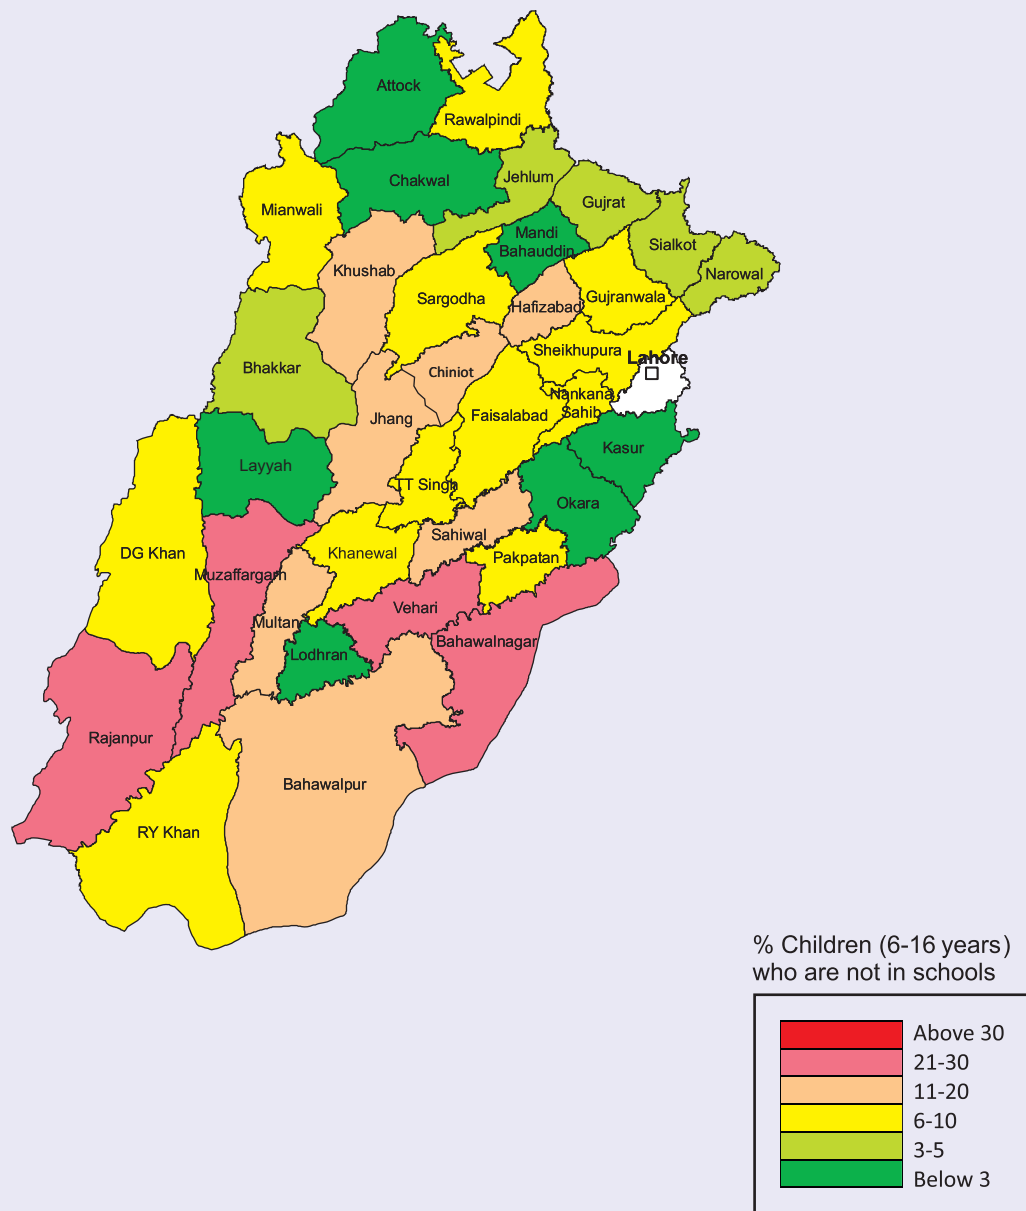 Attock
Rawalpindi
Chakwal
Jehlum
Mianwali
Gujrat
Mandi
Bahauddin
Sialkot
Khushab
Narowal
Sargodha
Hafizabad
Gujranwala
Sheikhupura
Lahore
Bhakkar
Chiniot
Nankana
Sahib
Jhang
Faisalabad
Kasur
Layyah
TT Singh
Okara
Sahiwal
DG Khan
Khanewal
Pakpatan
Muzaffargarh
Vehari
Multan
Bahawalnagar
Lodhran
Rajanpur
Bahawalpur
RY Khan
% Children (6-16 years)
who are not in schools
Above 30
21-30
11-20
6-10
3-5
Below 3